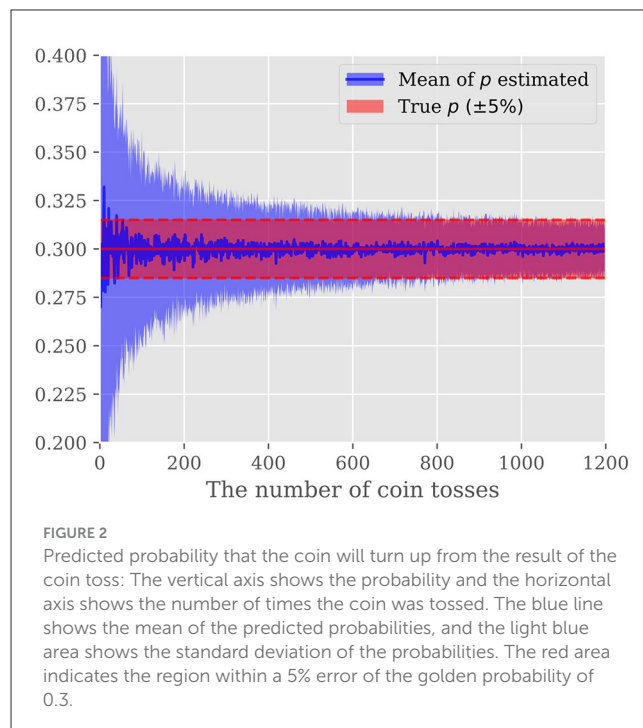 0.400
0.375
0.350
0.325
0.300
0.275
0.250
0.225
0.200
Mean of p estimated
True p (±5%)
0 200 400 600 800 1000 1200
The number of coin tosses
FIGURE 2
Predicted probability that the coin will turn up from the result of the
coin toss: The vertical axis shows the probability and the horizontal
axis shows the number of times the coin was tossed. The blue line
shows the mean of the predicted probabilities, and the light blue
area shows the standard deviation of the probabilities. The red area
indicates the region within a 5% error of the golden probability of
0.3.